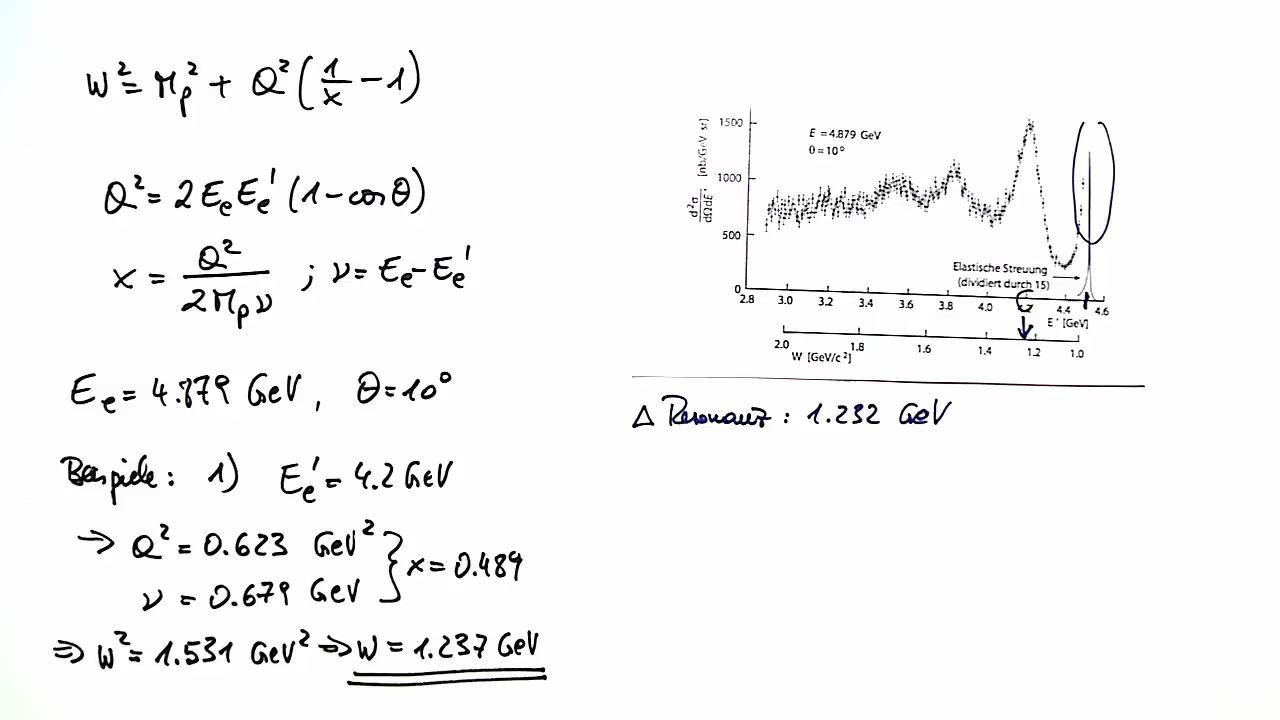 W² = M_p² + Q² (1/x − 1)
Q² = 2 E_e E_e' (1 − cos θ)
x = Q² / 2 M_p ν ; ν = E_e − E_e'
E_e = 4.879 GeV, θ = 10°
Beispiele: 1) E_e' = 4.2 GeV
→ Q² = 0.623 GeV²
ν = 0.679 GeV } x = 0.489
⇒ W² = 1.531 GeV² ⇒ W = 1.237 GeV
d²σ/dΩdE' [nb/GeV sr]
1500
1000
500
0
E = 4.879 GeV
θ = 10°
Elastische Streuung
(dividiert durch 15)
2.8 3.0 3.2 3.4 3.6 3.8 4.0 4.4 4.6
E' [GeV]
2.0 1.8 1.6 1.4 1.2 1.0
W [GeV/c²]
Δ Resonanz : 1.232 GeV